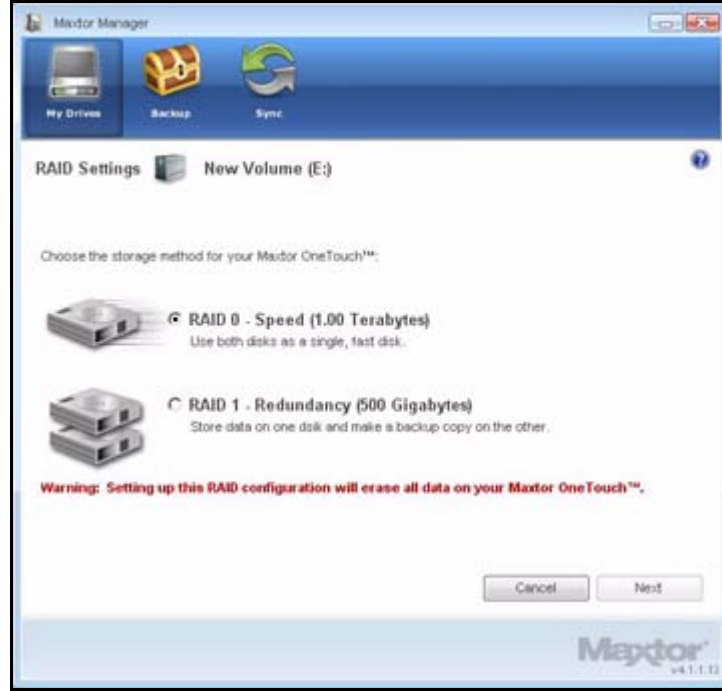 Maxtor Manager
My Drives
Backup
Sync
RAID Settings New Volume (E:)
?
Choose the storage method for your Maxtor OneTouch™:
RAID 0 - Speed (1.00 Terabytes)
Use both disks as a single, fast disk.
RAID 1 - Redundancy (500 Gigabytes)
Store data on one dsik and make a backup copy on the other.
Warning: Setting up this RAID configuration will erase all data on your Maxtor OneTouch™.
Cancel Next
Maxtor